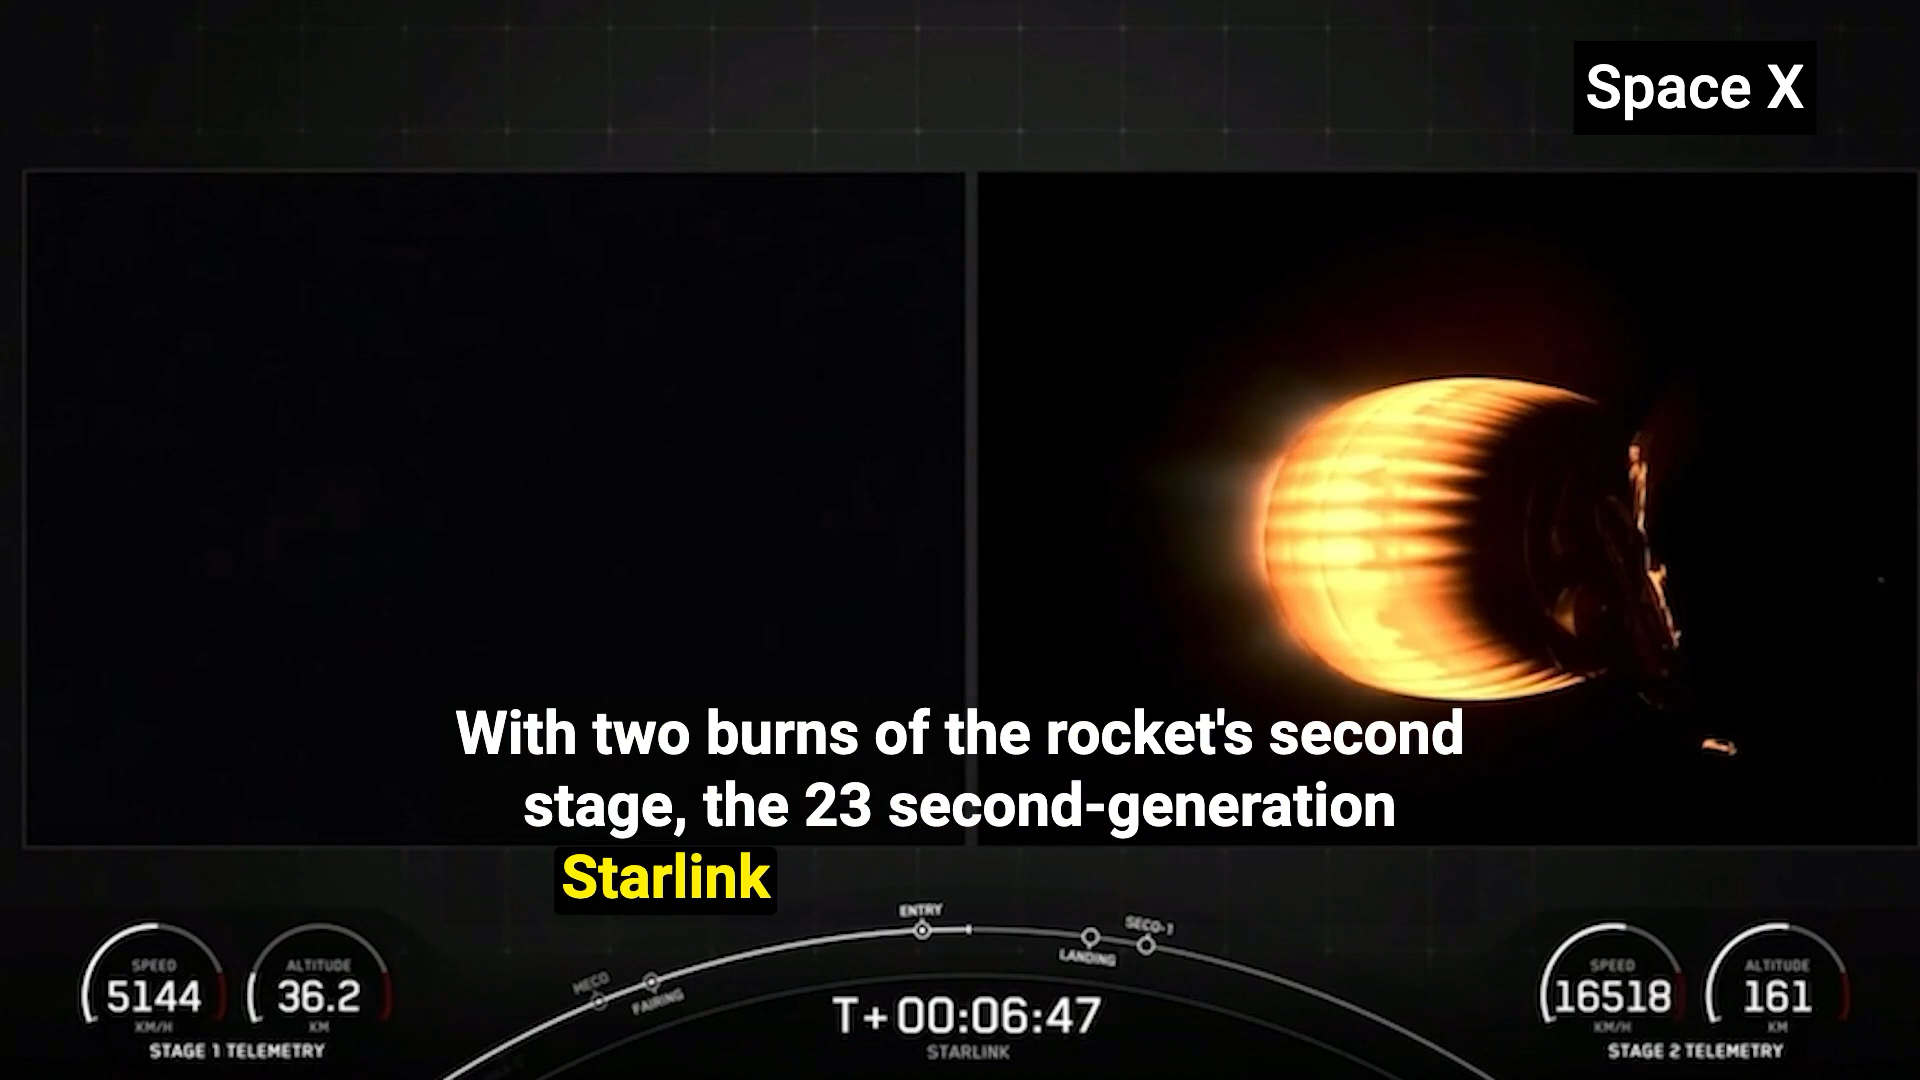 Space X
With two burns of the rocket's second
stage, the 23 second-generation
Starlink
ENTRY
SECO-1
LANDING
MECO
FAIRING
SPEED
5144
KM/H
ALTITUDE
36.2
KM
STAGE 1 TELEMETRY
T+00:06:47
STARLINK
SPEED
16518
KM/H
ALTITUDE
161
KM
STAGE 2 TELEMETRY